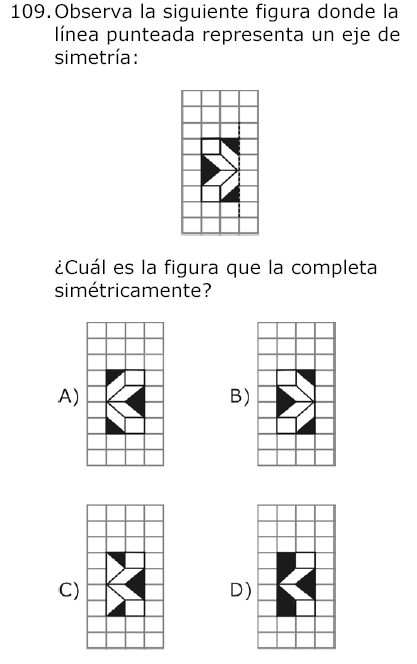 109. Observa la siguiente figura donde la
línea punteada representa un eje de
simetría:
¿Cuál es la figura que la completa
simétricamente?
A)
B)
C)
D)